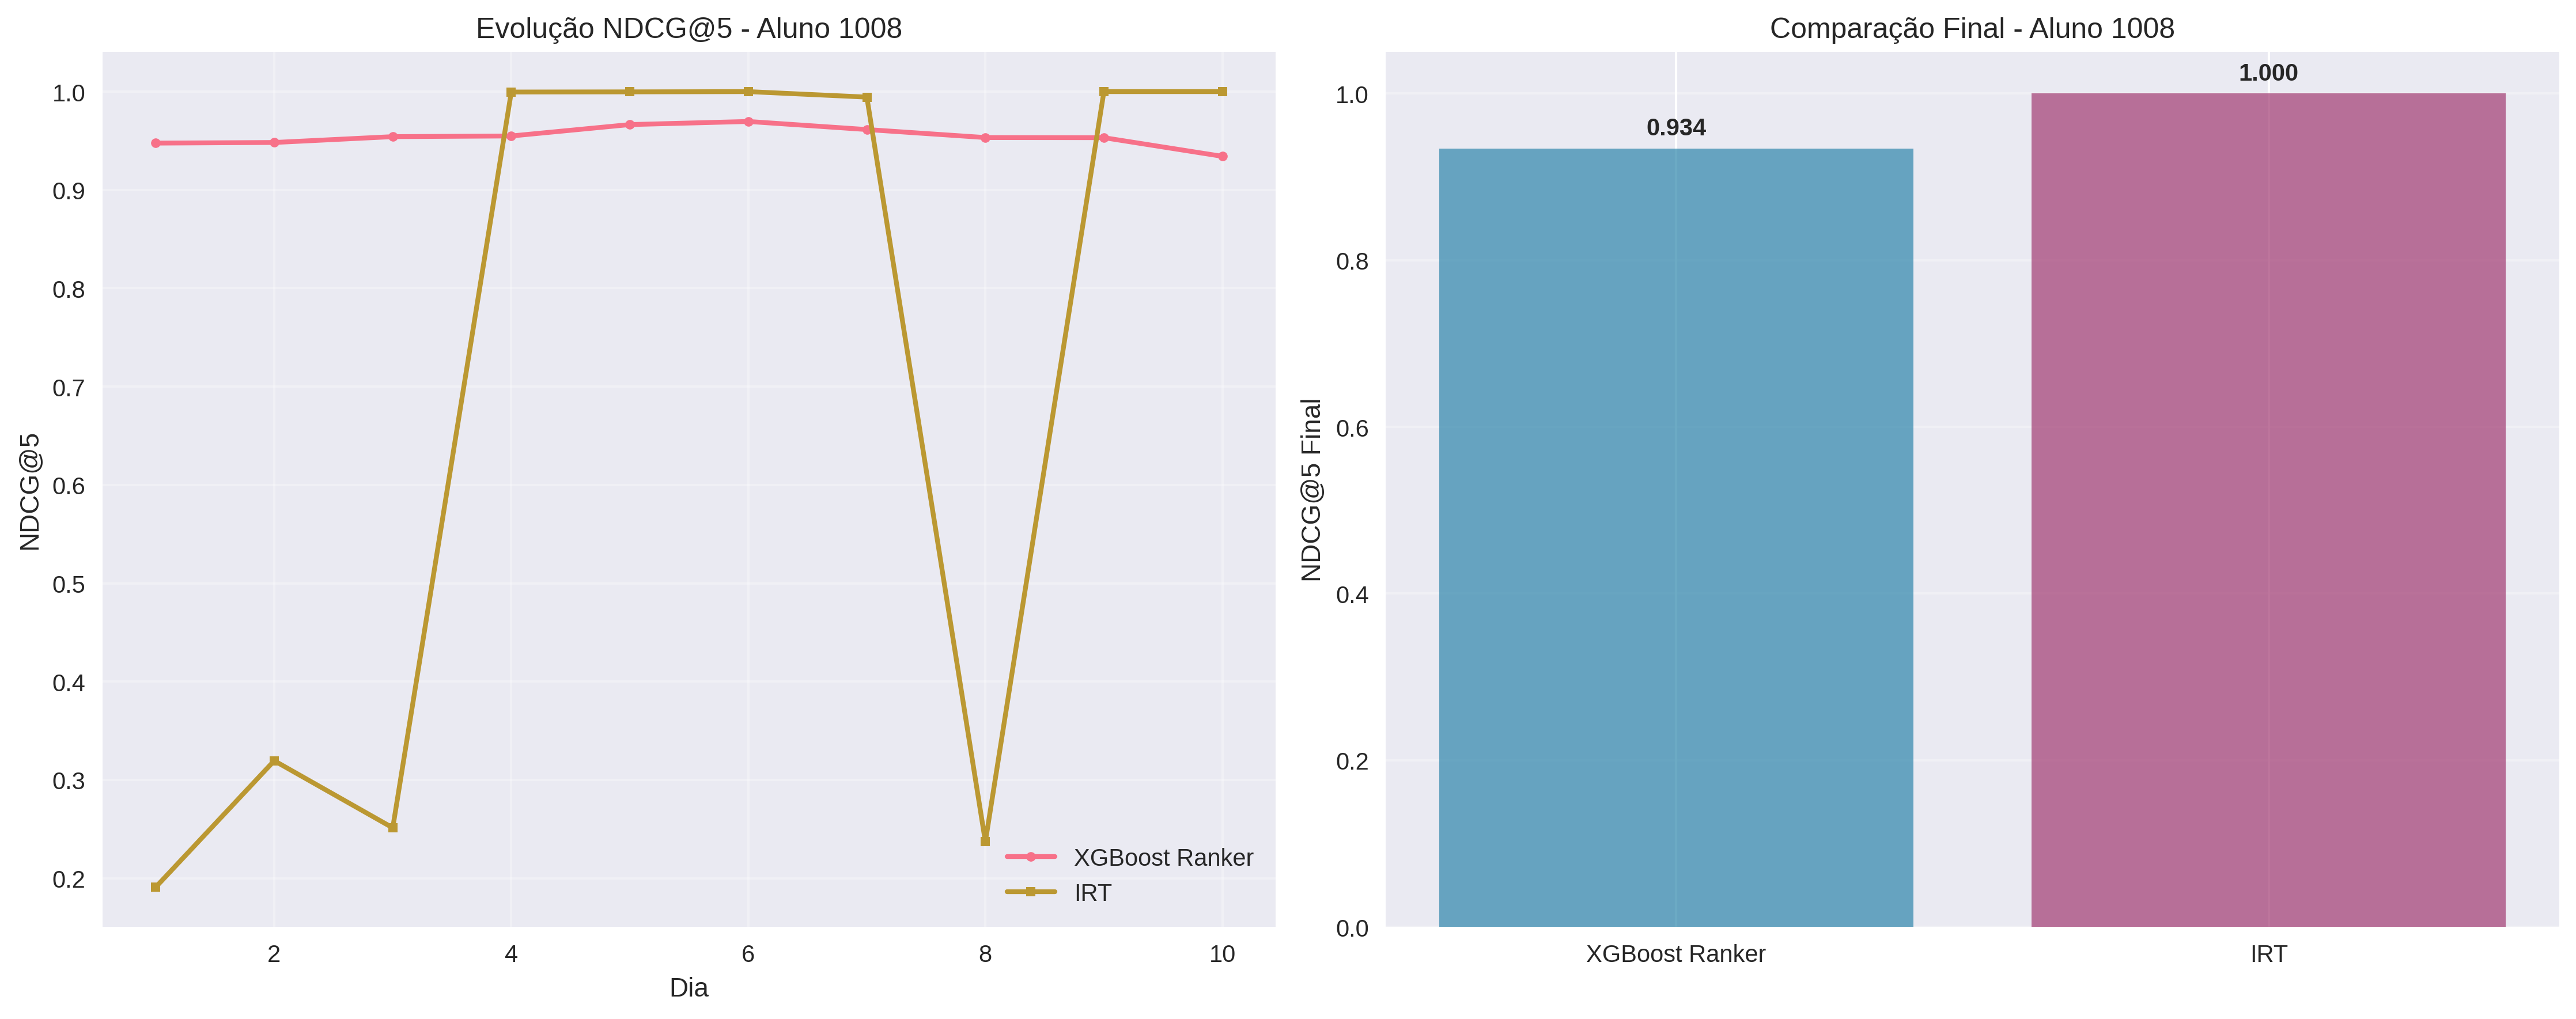 Evolução NDCG@5 - Aluno 1008
NDCG@5
1.0
0.9
0.8
0.7
0.6
0.5
0.4
0.3
0.2
2
4
6
8
10
Dia
XGBoost Ranker
IRT
Comparação Final - Aluno 1008
NDCG@5 Final
1.0
0.8
0.6
0.4
0.2
0.0
0.934
1.000
XGBoost Ranker
IRT